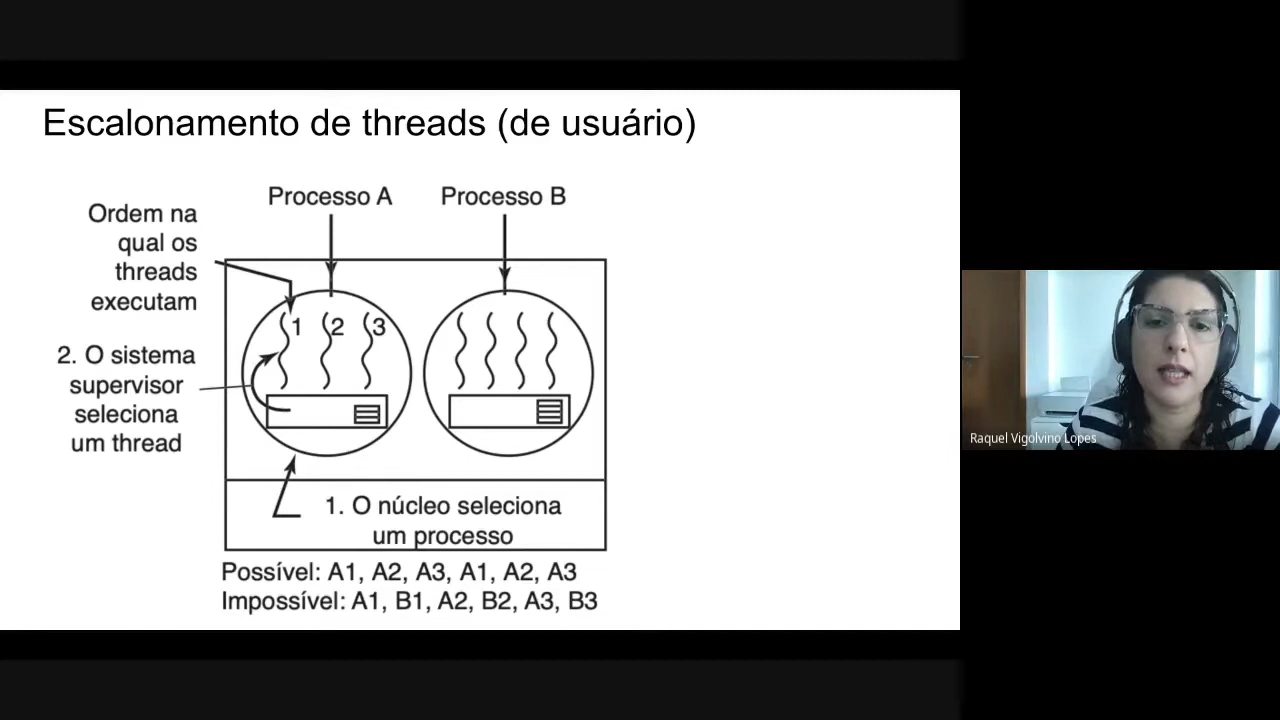 Escalonamento de threads (de usuário)
Processo A
Processo B
Ordem na
qual os
threads
executam
1 2 3
2. O sistema
supervisor
seleciona
um thread
1. O núcleo seleciona
um processo
Possível: A1, A2, A3, A1, A2, A3
Impossível: A1, B1, A2, B2, A3, B3
Raquel Vigolvino Lopes